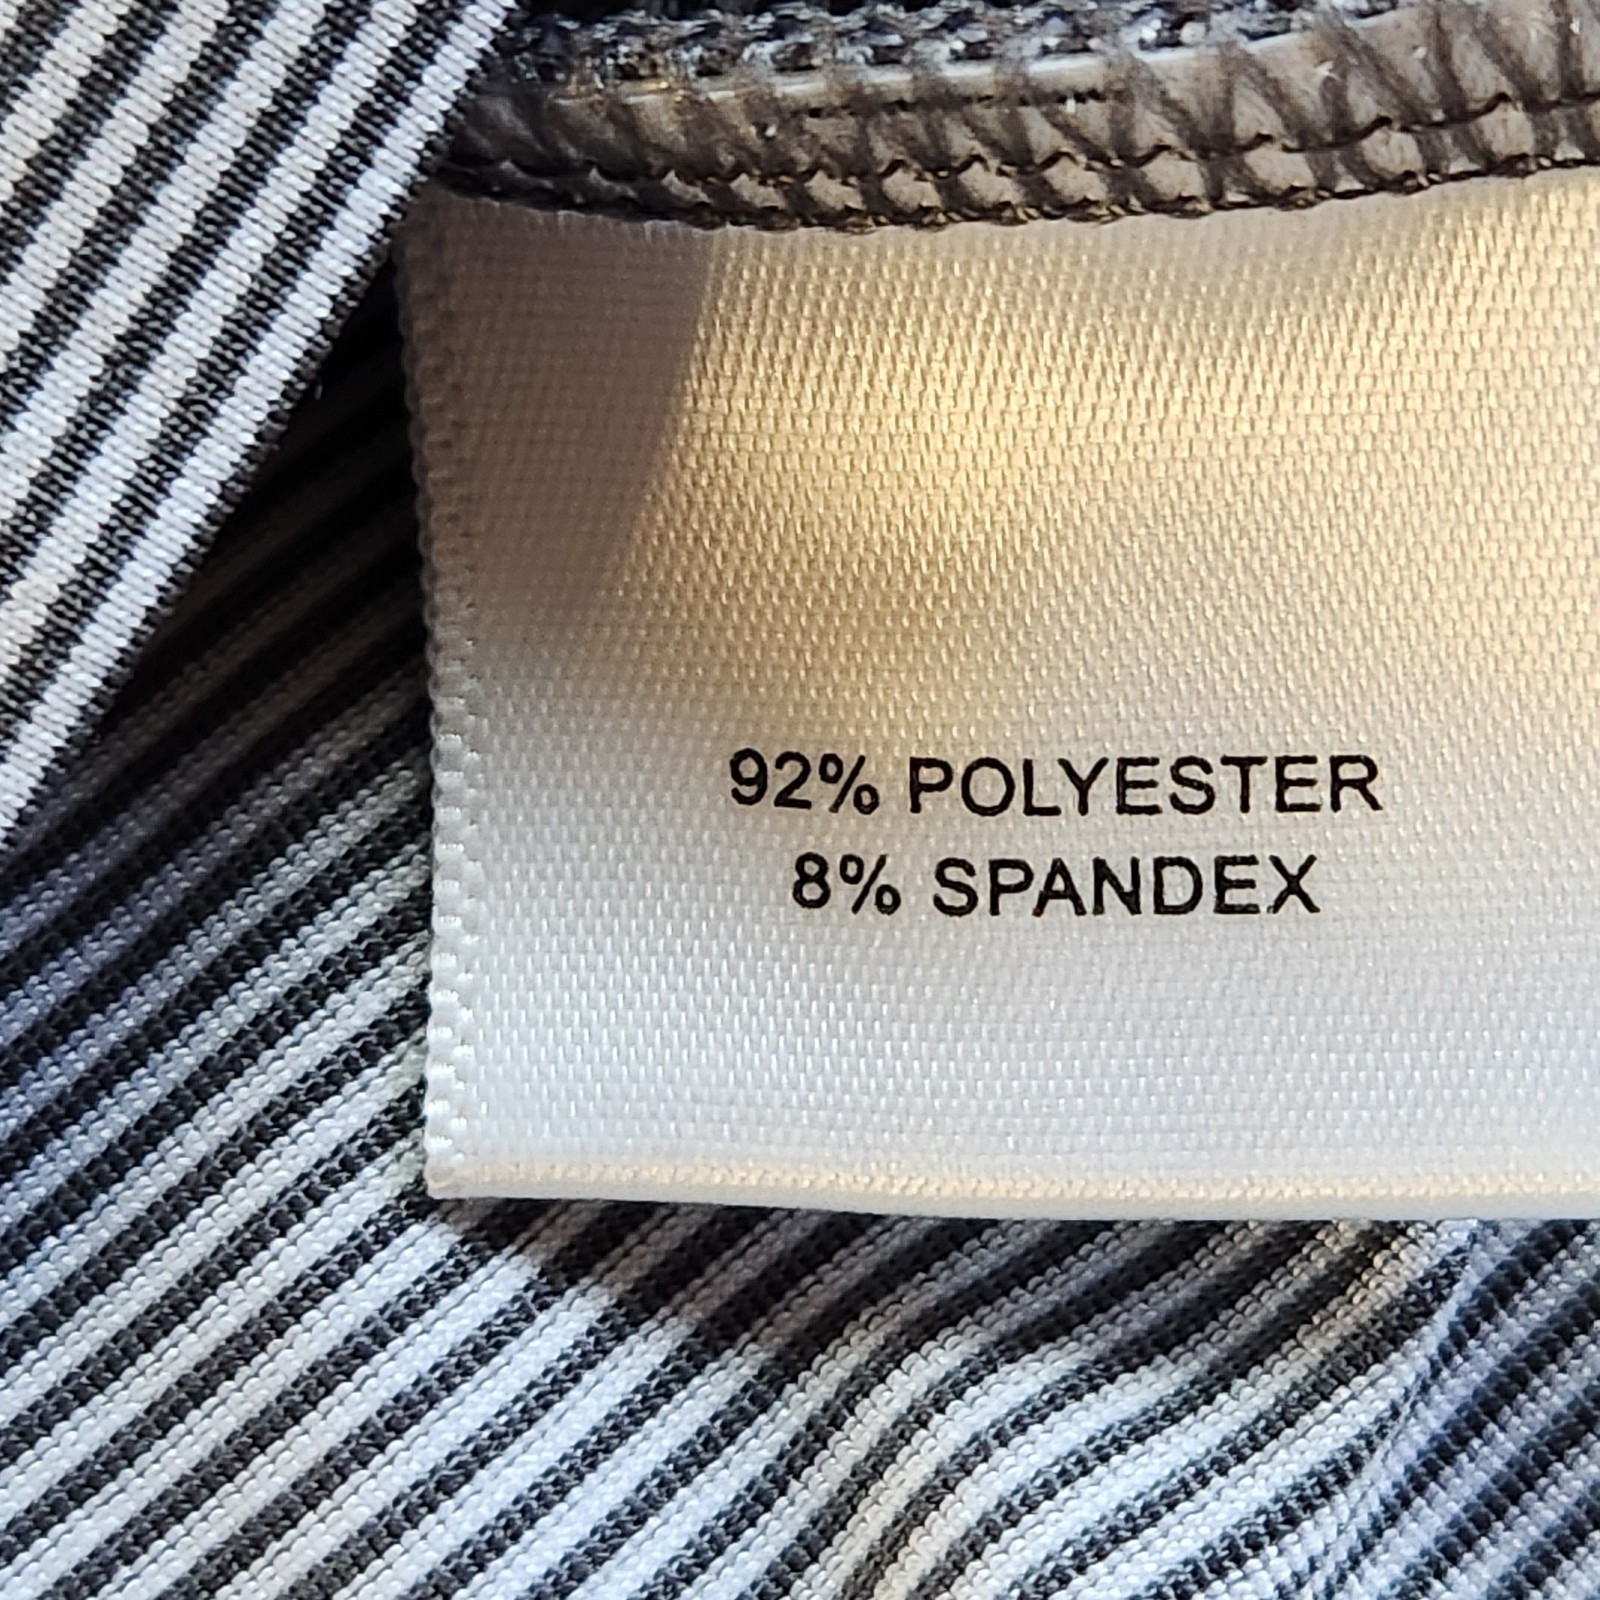 92% POLYESTER
8% SPANDEX